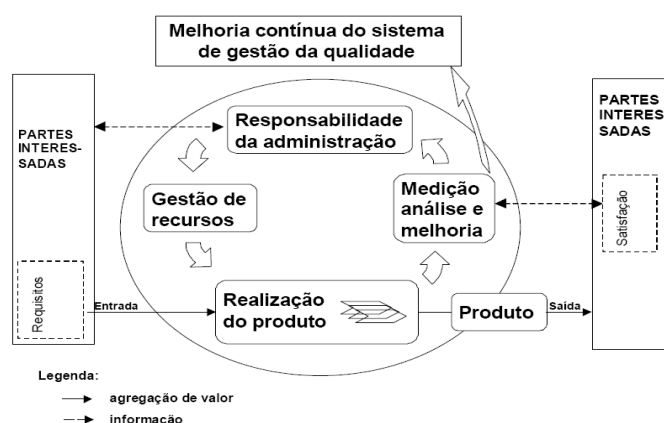 Melhoria contínua do sistema
de gestão da qualidade
PARTES
INTERES-
SADAS
Responsabilidade
da administração
PARTES
INTERES
SADAS
Gestão de
recursos
Medição
análise e
melhoria
Satisfação
Requisitos
Entrada
Realização
do produto
Produto
Saída
Legenda:
agregação de valor
informação